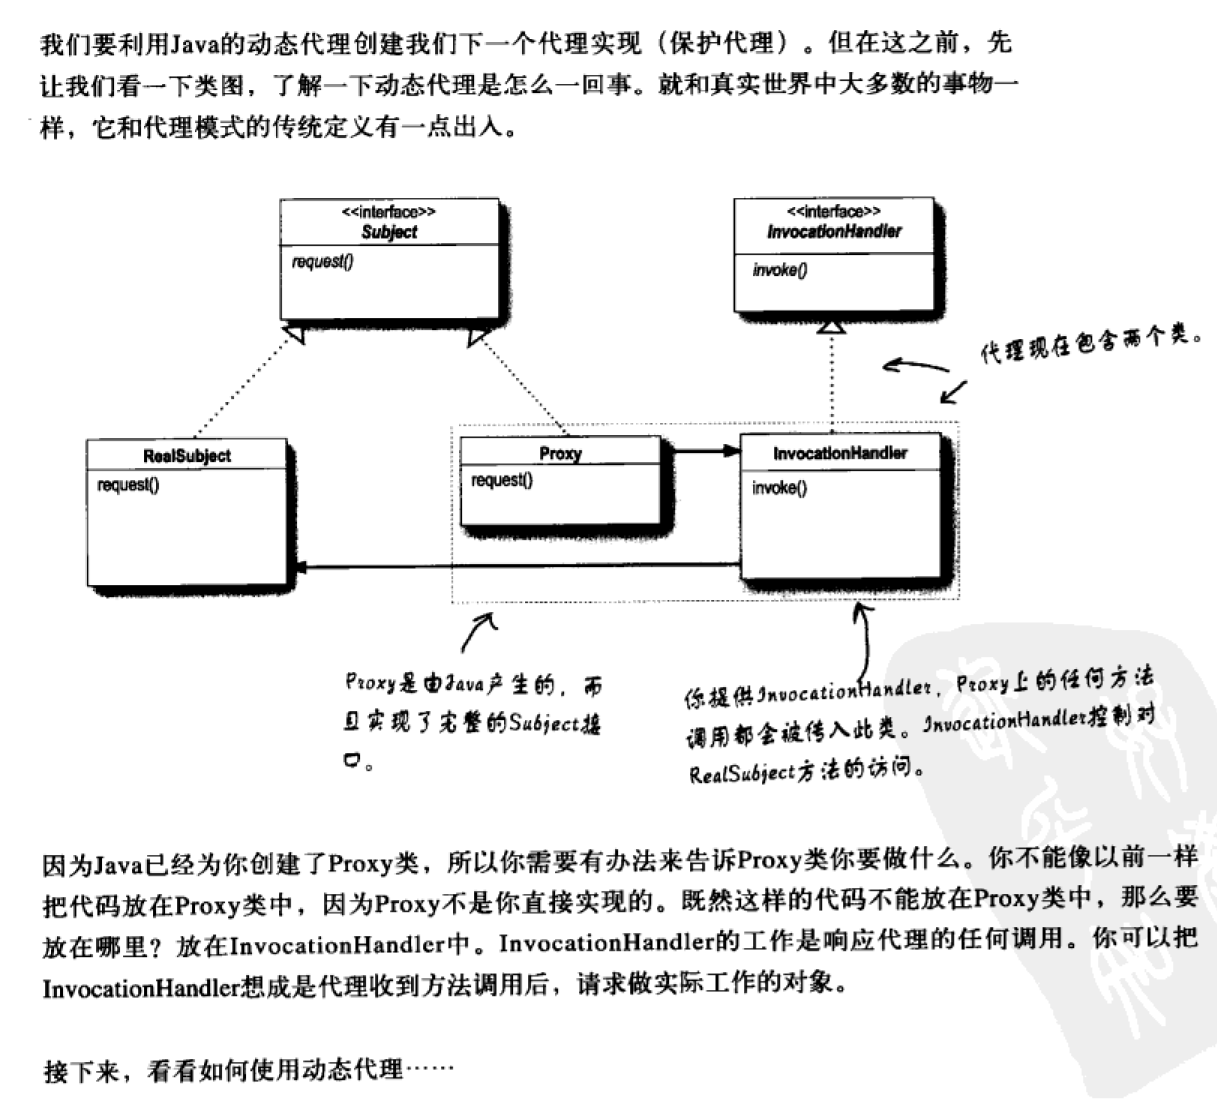 我们要利用Java的动态代理创建我们下一个代理实现（保护代理）。但在这之前，先
让我们看一下类图，了解一下动态代理是怎么一回事。就和真实世界中大多数的事物一
样，它和代理模式的传统定义有一点出入。
<<interface>>
Subject
request()
<<interface>>
InvocationHandler
invoke()
代理现在包含两个类。
RealSubject
request()
Proxy
request()
InvocationHandler
invoke()
Proxy是由Java产生的，而
且实现了完整的Subject接
口。
你提供InvocationHandler，Proxy上的任何方法
调用都会被传入此类。InvocationHandler控制对
RealSubject方法的访问。
因为Java已经为你创建了Proxy类，所以你需要有办法来告诉Proxy类你要做什么。你不能像以前一样
把代码放在Proxy类中，因为Proxy不是你直接实现的。既然这样的代码不能放在Proxy类中，那么要
放在哪里？放在InvocationHandler中。InvocationHandler的工作是响应代理的任何调用。你可以把
InvocationHandler想成是代理收到方法调用后，请求做实际工作的对象。
接下来，看看如何使用动态代理……